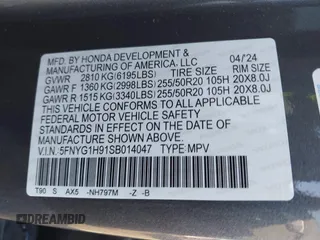 MFD. BY HONDA DEVELOPMENT & 04/'24
MANUFACTURING OF AMERICA. LLC
GVWR 2810 KG(6195LBS) RIM SIZE
GAWR F 1360 KG(2998LBS) 255/50R20 105H 20X8.0J
GAWR R 1515 KG(3340LBS) 255/50R20 105H 20X8.0J
THIS VEHICLE CONFORMS TO ALL APPLICABLE
FEDERAL MOTOR VEHICLE SAFETY STANDARDS
IN EFFECT ON THE DATE OF
MANUFACTURE SHOWN ABOVE.
V.I.N. 5FNYG1H91SB014047 TYPE MPV
T90 S AX5 -NH797M -Z -B
DREAMBID